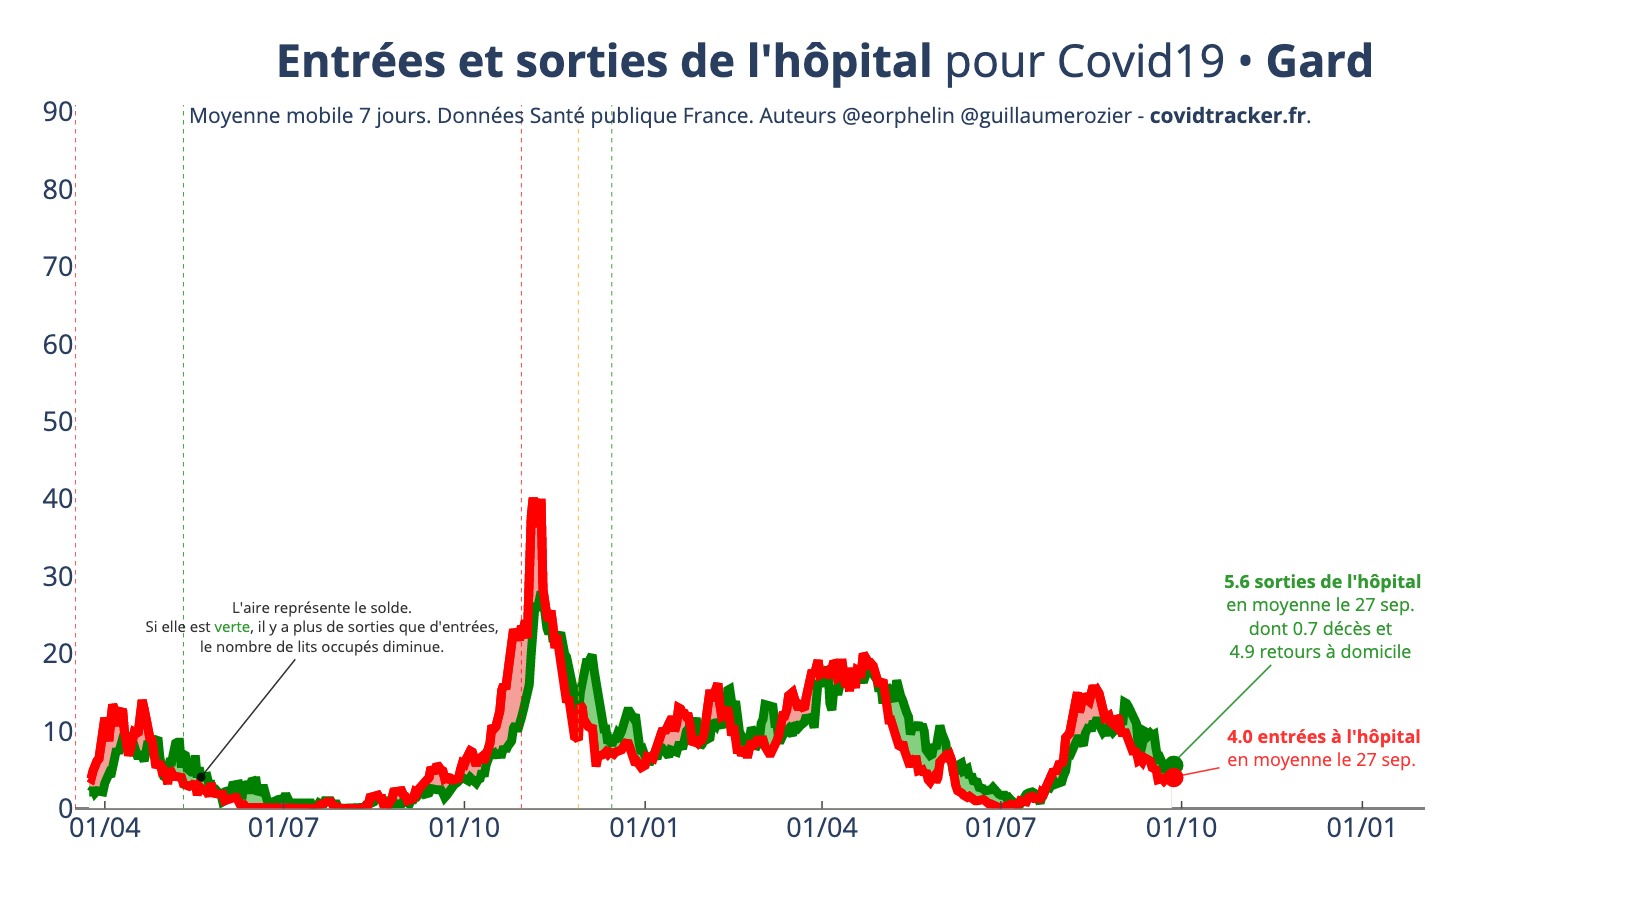 Entrées et sorties de l'hôpital pour Covid19 • Gard
Moyenne mobile 7 jours. Données Santé publique France. Auteurs @eorphelin @guillaumerozier - covidtracker.fr.
90
80
70
60
50
40
30
20
10
0
L'aire représente le solde.
Si elle est verte, il y a plus de sorties que d'entrées,
le nombre de lits occupés diminue.
5.6 sorties de l'hôpital
en moyenne le 27 sep.
dont 0.7 décès et
4.9 retours à domicile
4.0 entrées à l'hôpital
en moyenne le 27 sep.
01/04 01/07 01/10 01/01 01/04 01/07 01/10 01/01